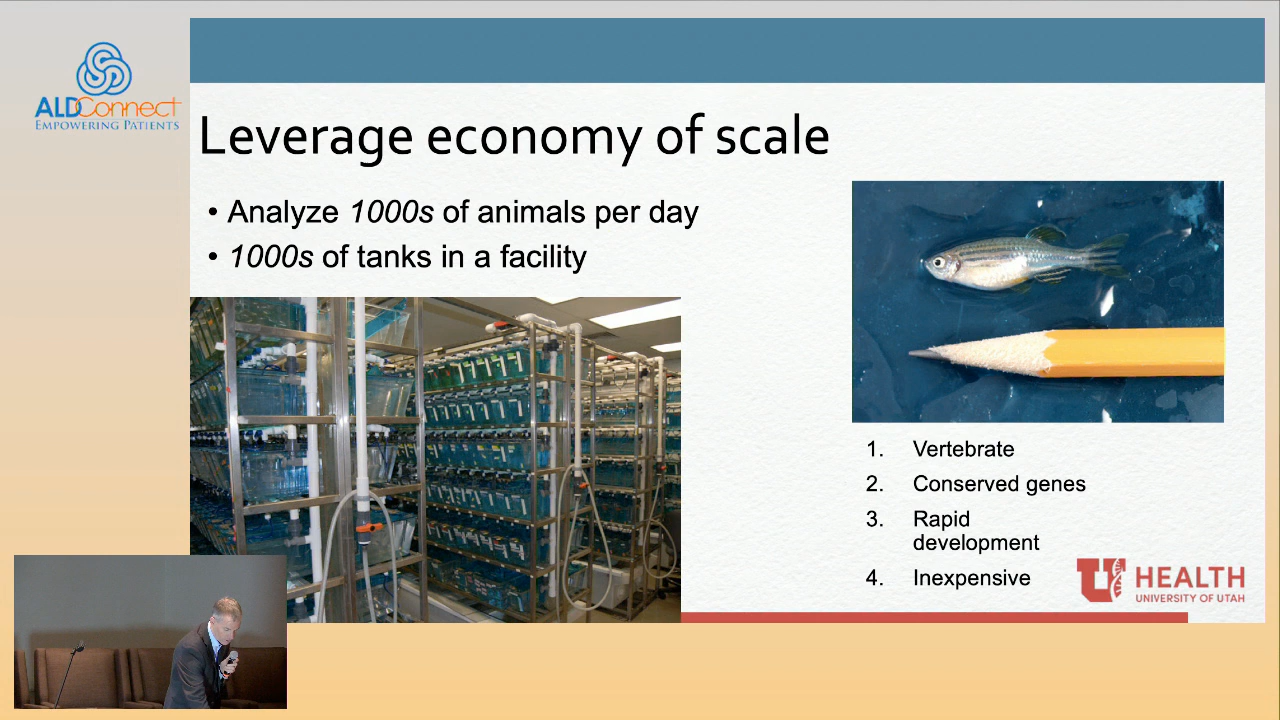 ALDConnect
EMPOWERING PATIENTS
Leverage economy of scale
• Analyze 1000s of animals per day
• 1000s of tanks in a facility
1. Vertebrate
2. Conserved genes
3. Rapid
development
4. Inexpensive
U HEALTH
UNIVERSITY OF UTAH